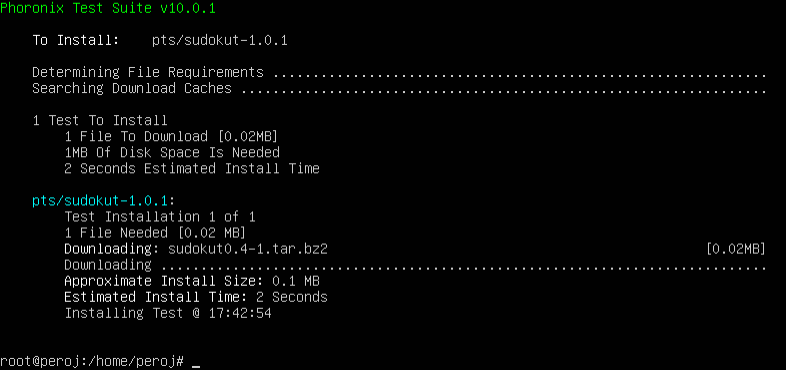 Phoronix Test Suite v10.0.1
To Install: pts/sudokut-1.0.1
Determining File Requirements ..............................................................
Searching Download Caches ..................................................................
1 Test To Install
1 File To Download [0.02MB]
1MB Of Disk Space Is Needed
2 Seconds Estimated Install Time
pts/sudokut-1.0.1:
Test Installation 1 of 1
1 File Needed [0.02 MB]
Downloading: sudokut0.4-1.tar.bz2 [0.02MB]
Downloading ............................................................................
Approximate Install Size: 0.1 MB
Estimated Install Time: 2 Seconds
Installing Test @ 17:42:54
root@peroj:/home/peroj# _